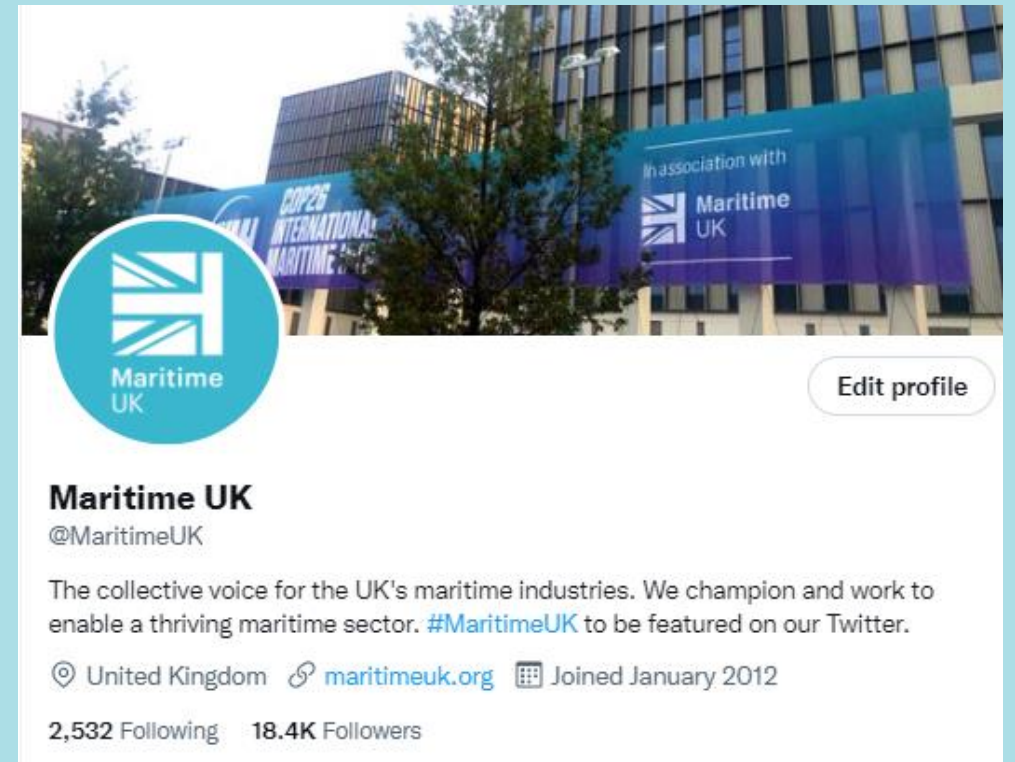 COP26
INTERNATIONAL
MARITIME
In association with
Maritime
UK
Maritime
UK
Edit profile
Maritime UK
@MaritimeUK
The collective voice for the UK's maritime industries. We champion and work to
enable a thriving maritime sector. #MaritimeUK to be featured on our Twitter.
United Kingdom maritimeuk.org Joined January 2012
2,532 Following 18.4K Followers